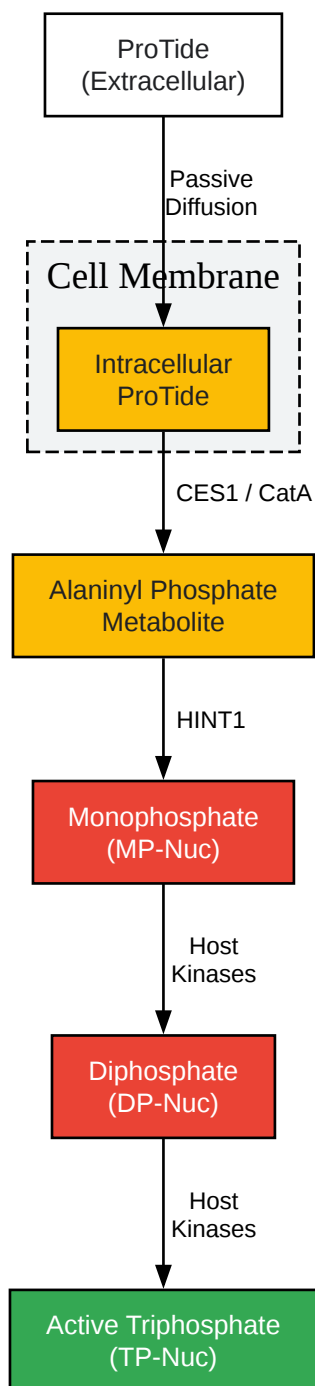 ProTide
(Extracellular)
Passive
Diffusion
Cell Membrane
Intracellular
ProTide
CES1 / CatA
Alaninyl Phosphate
Metabolite
HINT1
Monophosphate
(MP-Nuc)
Host
Kinases
Diphosphate
(DP-Nuc)
Host
Kinases
Active Triphosphate
(TP-Nuc)